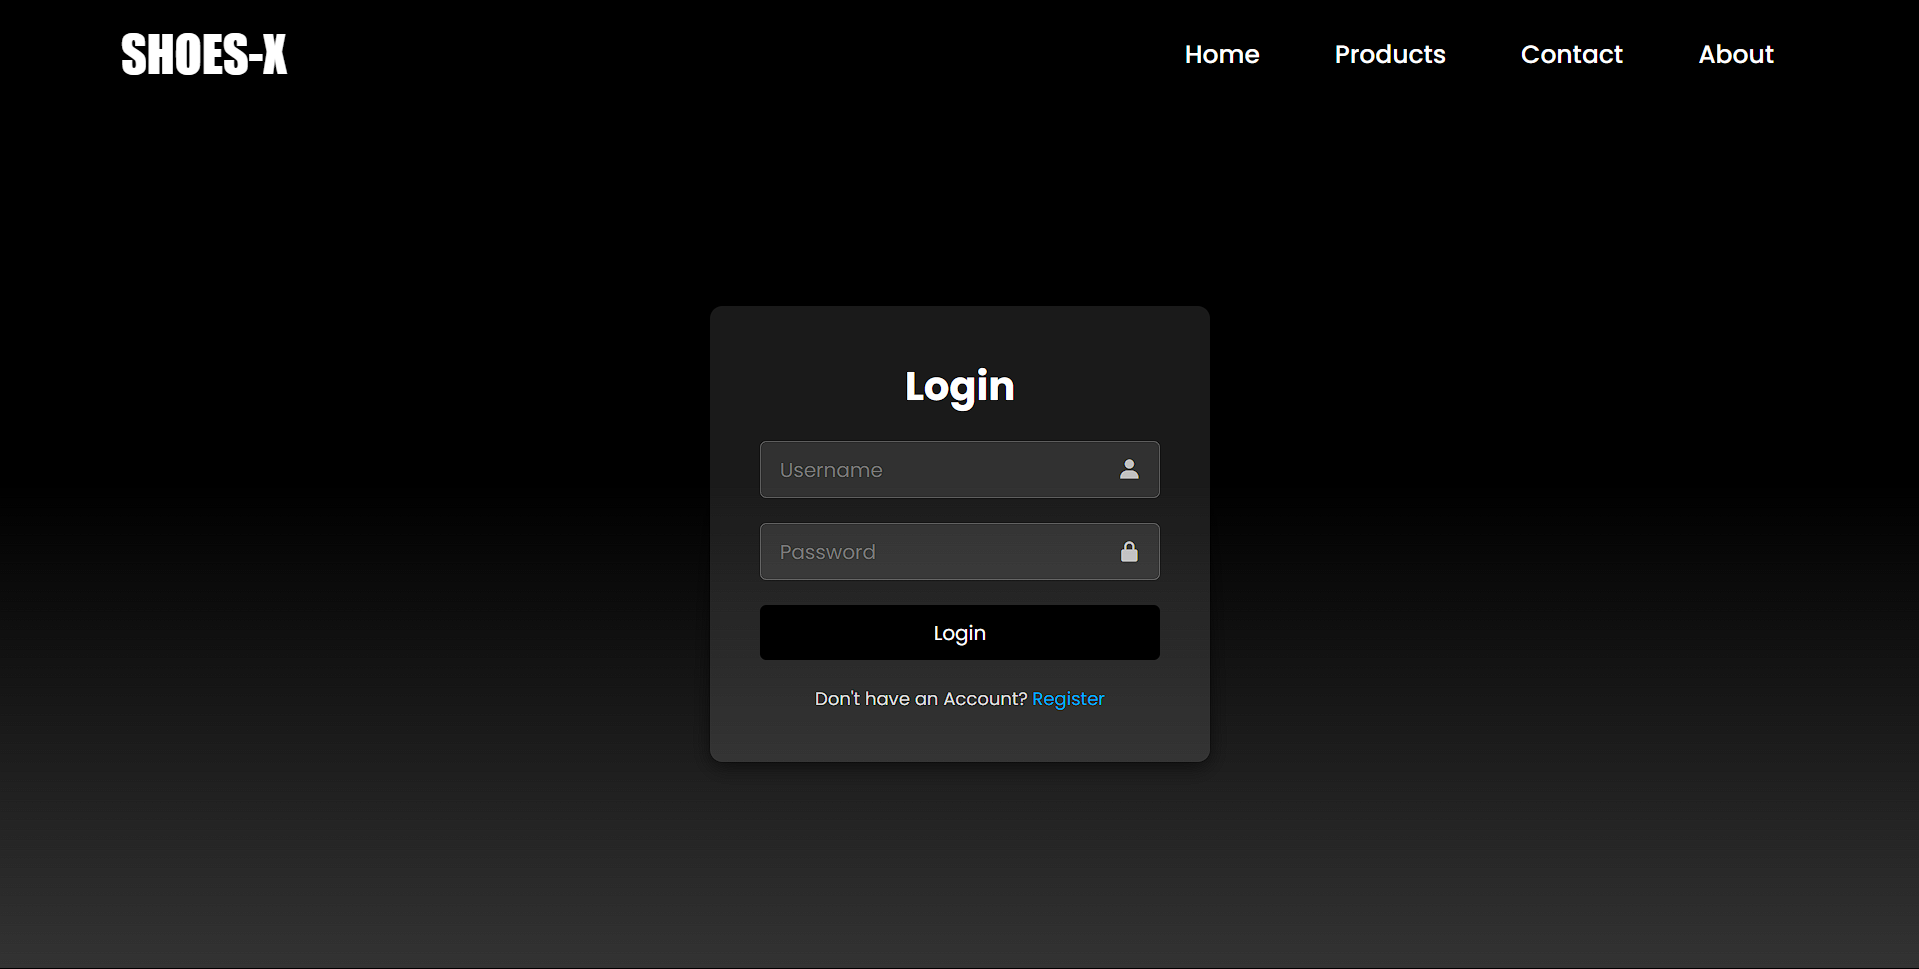 SHOES-X
Home Products Contact About
Login
Username
Password
Login
Don't have an Account? Register